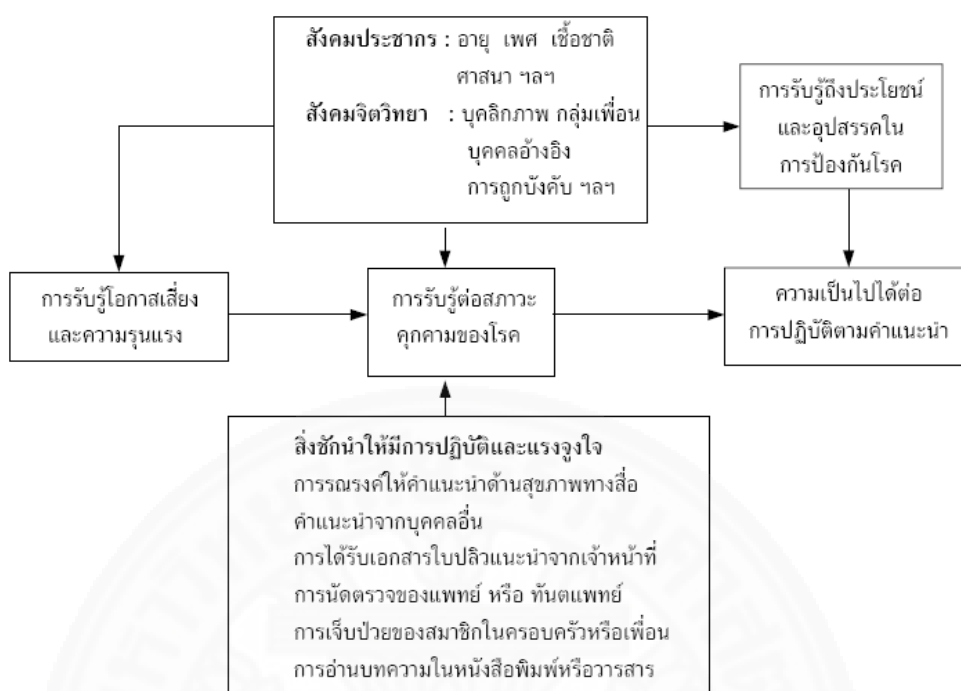 สังคมประชากร : อายุ เพศ เชื้อชาติ
ศาสนา ฯลฯ
สังคมจิตวิทยา : บุคลิกภาพ กลุ่มเพื่อน
บุคคลอ้างอิง
การถูกบังคับ ฯลฯ
การรับรู้ถึงประโยชน์
และอุปสรรคใน
การป้องกันโรค
การรับรู้โอกาสเสี่ยง
และความรุนแรง
การรับรู้ต่อสภาวะ
คุกคามของโรค
ความเป็นไปได้ต่อ
การปฏิบัติตามคำแนะนำ
สิ่งชักนำให้มีการปฏิบัติและแรงจูงใจ
การรณรงค์ให้คำแนะนำด้านสุขภาพทางสื่อ
คำแนะนำจากบุคคลอื่น
การได้รับเอกสารใบปลิวแนะนำจากเจ้าหน้าที่
การนัดตรวจของแพทย์ หรือ ทันตแพทย์
การเจ็บป่วยของสมาชิกในครอบครัวหรือเพื่อน
การอ่านบทความในหนังสือพิมพ์หรือวารสาร